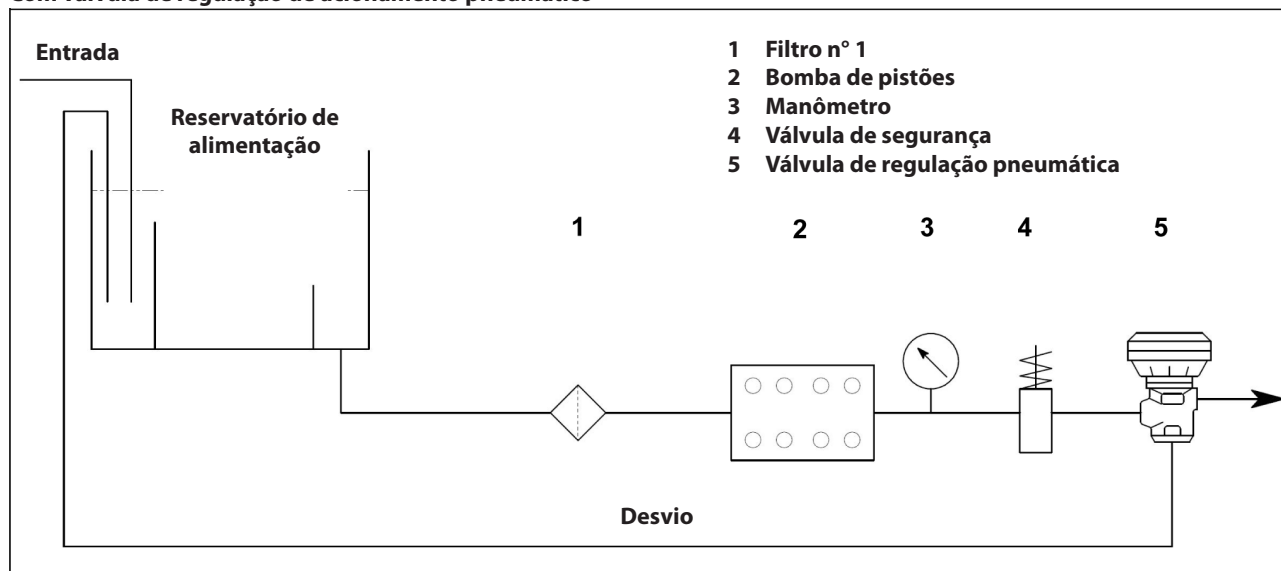 Entrada
Reservatório de
alimentação
1 Filtro n° 1
2 Bomba de pistões
3 Manômetro
4 Válvula de segurança
5 Válvula de regulação pneumática
1 2 3 4 5
Desvio